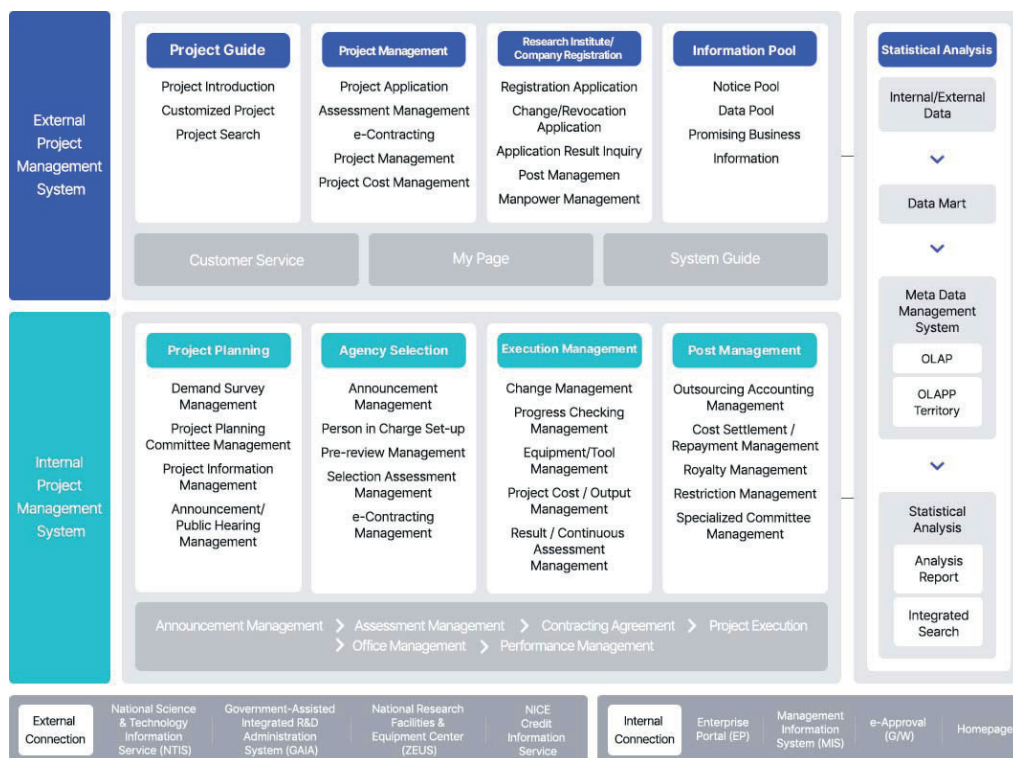 External
Project
Management
System
Project Guide
Project Introduction
Customized Project
Project Search
Project Management
Project Application
Assessment Management
e-Contracting
Project Management
Project Cost Management
Research Institute/
Company Registration
Registration Application
Change/Revocation
Application
Application Result Inquiry
Post Managemen
Manpower Management
Information Pool
Notice Pool
Data Pool
Promising Business
Information
Customer Service
My Page
System Guide
Internal
Project
Management
System
Project Planning
Demand Survey
Management
Project Planning
Committee Management
Project Information
Management
Announcement/
Public Hearing
Management
Agency Selection
Announcement
Management
Person in Charge Set-up
Pre-review Management
Selection Assessment
Management
e-Contracting
Management
Execution Management
Change Management
Progress Checking
Management
Equipment/Tool
Management
Project Cost / Output
Management
Result / Continuous
Assessment
Management
Post Management
Outsourcing Accounting
Management
Cost Settlement /
Repayment Management
Royalty Management
Restriction Management
Specialized Committee
Management
Announcement Management > Assessment Management > Contracting Agreement > Project Execution
> Office Management > Performance Management
Statistical Analysis
Internal/External
Data
Data Mart
Meta Data
Management
System
OLAP
OLAPP
Territory
Statistical
Analysis
Analysis
Report
Integrated
Search
External
Connection
National Science
& Technology
Information
Service (NTIS)
Government-Assisted
Integrated R&D
Administration
System (GAIA)
National Research
Facilities &
Equipment Center
(ZEUS)
NICE
Credit
Information
Service
Internal
Connection
Enterprise
Portal (EP)
Management
Information
System (MIS)
e-Approval
(G/W)
Homepage